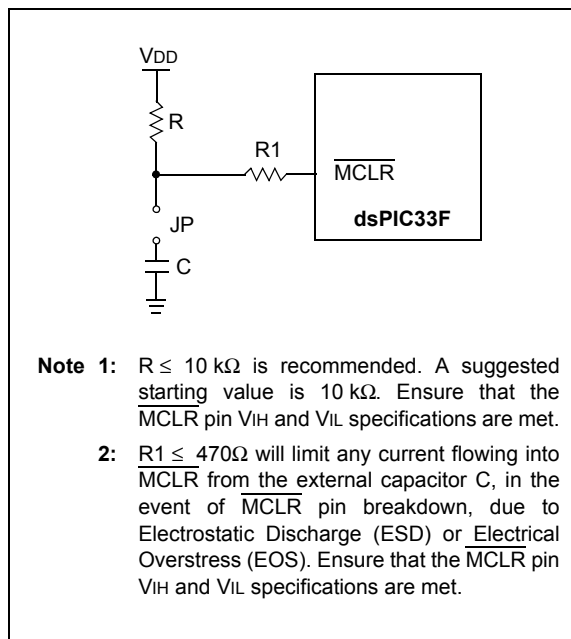 VDD
R
R1
MCLR
dsPIC33F
JP
C
Note 1: R ≤ 10 kΩ is recommended. A suggested
starting value is 10 kΩ. Ensure that the
MCLR pin VIH and VIL specifications are met.
2: R1 ≤ 470Ω will limit any current flowing into
MCLR from the external capacitor C, in the
event of MCLR pin breakdown, due to
Electrostatic Discharge (ESD) or Electrical
Overstress (EOS). Ensure that the MCLR pin
VIH and VIL specifications are met.